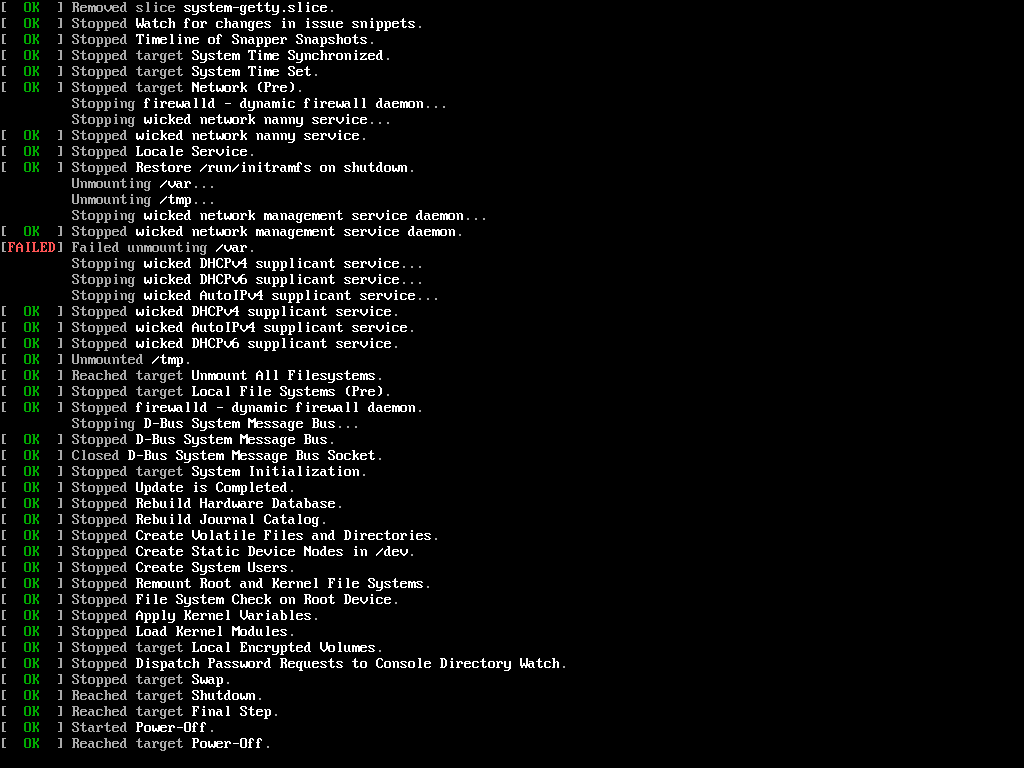 [  OK  ] Removed slice system-getty.slice.
[  OK  ] Stopped Watch for changes in issue snippets.
[  OK  ] Stopped Timeline of Snapper Snapshots.
[  OK  ] Stopped target System Time Synchronized.
[  OK  ] Stopped target System Time Set.
[  OK  ] Stopped target Network (Pre).
         Stopping firewalld - dynamic firewall daemon...
         Stopping wicked network nanny service...
[  OK  ] Stopped wicked network nanny service.
[  OK  ] Stopped Locale Service.
[  OK  ] Stopped Restore /run/initramfs on shutdown.
         Unmounting /var...
         Unmounting /tmp...
         Stopping wicked network management service daemon...
[  OK  ] Stopped wicked network management service daemon.
[FAILED] Failed unmounting /var.
         Stopping wicked DHCPv4 supplicant service...
         Stopping wicked DHCPv6 supplicant service...
         Stopping wicked AutoIPv4 supplicant service...
[  OK  ] Stopped wicked DHCPv4 supplicant service.
[  OK  ] Stopped wicked AutoIPv4 supplicant service.
[  OK  ] Stopped wicked DHCPv6 supplicant service.
[  OK  ] Unmounted /tmp.
[  OK  ] Reached target Unmount All Filesystems.
[  OK  ] Stopped target Local File Systems (Pre).
[  OK  ] Stopped firewalld - dynamic firewall daemon.
         Stopping D-Bus System Message Bus...
[  OK  ] Stopped D-Bus System Message Bus.
[  OK  ] Closed D-Bus System Message Bus Socket.
[  OK  ] Stopped target System Initialization.
[  OK  ] Stopped Update is Completed.
[  OK  ] Stopped Rebuild Hardware Database.
[  OK  ] Stopped Rebuild Journal Catalog.
[  OK  ] Stopped Create Volatile Files and Directories.
[  OK  ] Stopped Create Static Device Nodes in /dev.
[  OK  ] Stopped Create System Users.
[  OK  ] Stopped Remount Root and Kernel File Systems.
[  OK  ] Stopped File System Check on Root Device.
[  OK  ] Stopped Apply Kernel Variables.
[  OK  ] Stopped Load Kernel Modules.
[  OK  ] Stopped target Local Encrypted Volumes.
[  OK  ] Stopped Dispatch Password Requests to Console Directory Watch.
[  OK  ] Stopped target Swap.
[  OK  ] Reached target Shutdown.
[  OK  ] Reached target Final Step.
[  OK  ] Started Power-Off.
[  OK  ] Reached target Power-Off.